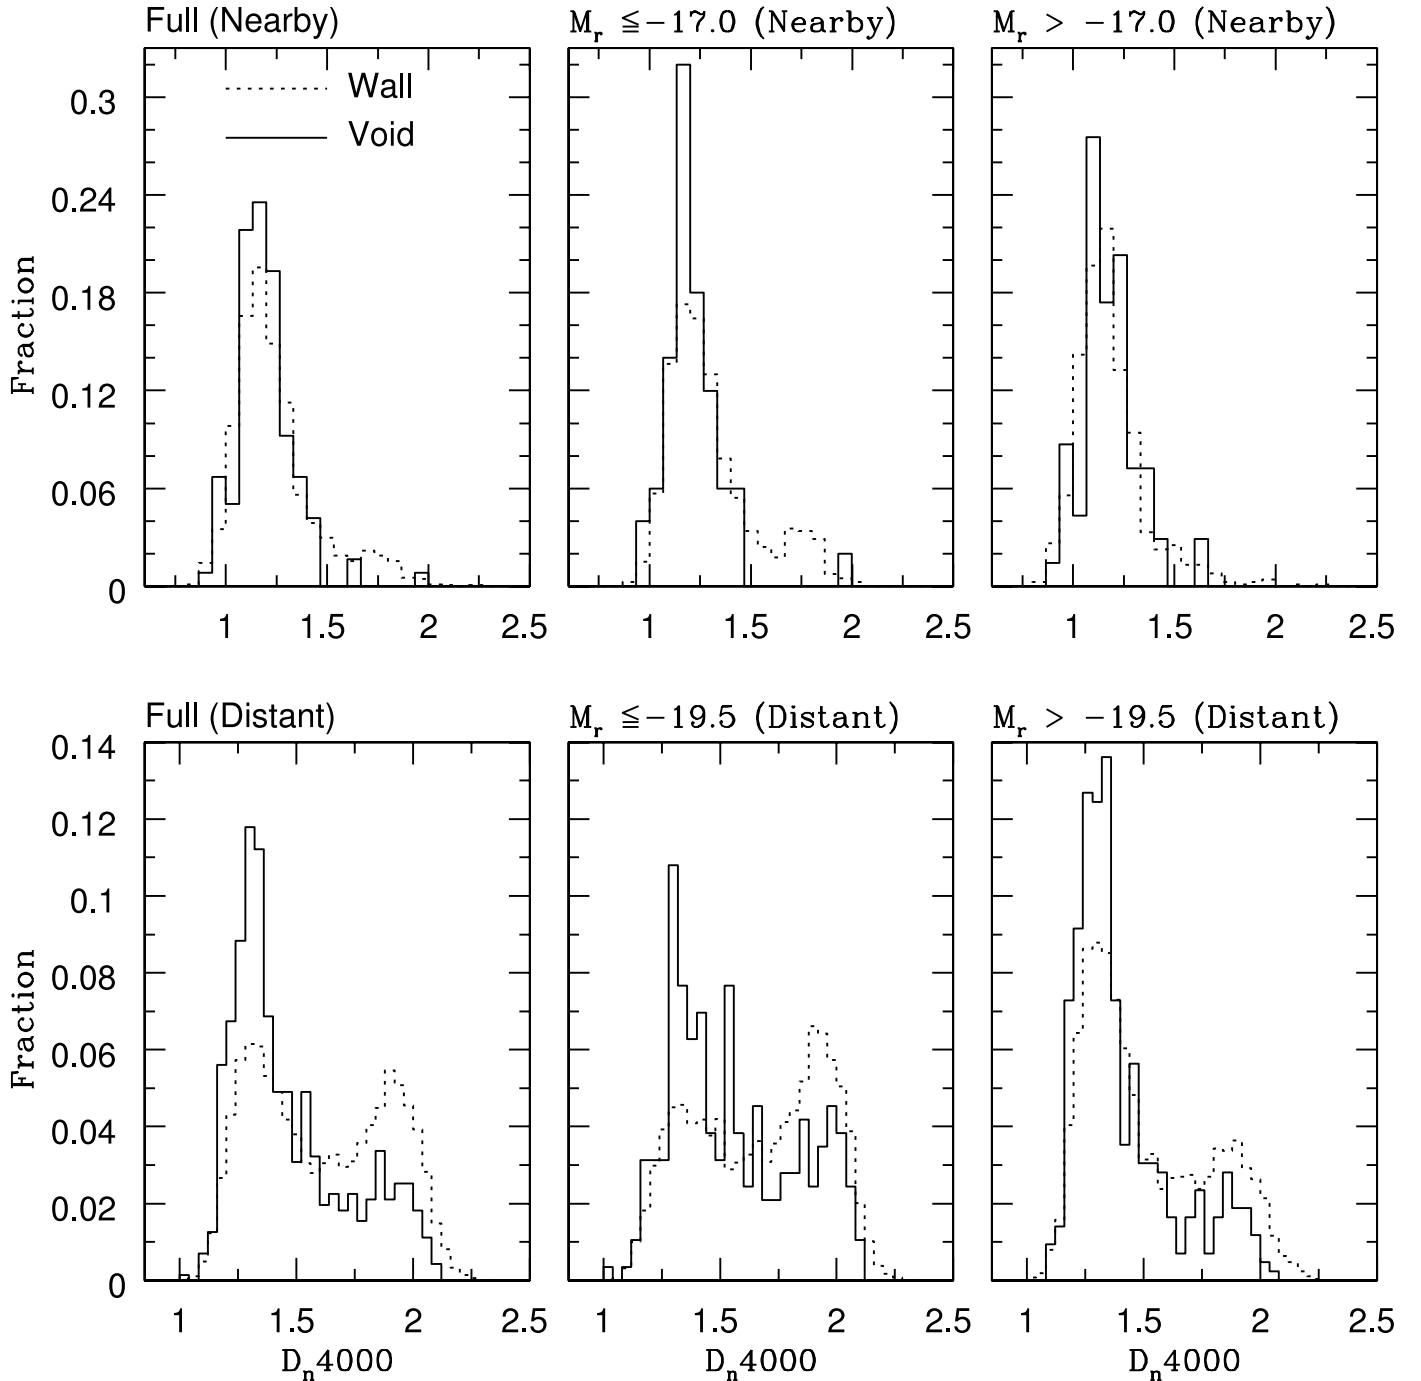 Full (Nearby)
M_r ≦ −17.0 (Nearby)
M_r > −17.0 (Nearby)
Wall
Void
0.3
0.24
0.18
0.12
0.06
0
Fraction
1 1.5 2 2.5
1 1.5 2 2.5
1 1.5 2 2.5
Full (Distant)
M_r ≦ −19.5 (Distant)
M_r > −19.5 (Distant)
0.14
0.12
0.1
0.08
0.06
0.04
0.02
0
Fraction
1 1.5 2 2.5
1 1.5 2 2.5
1 1.5 2 2.5
D_n4000
D_n4000
D_n4000